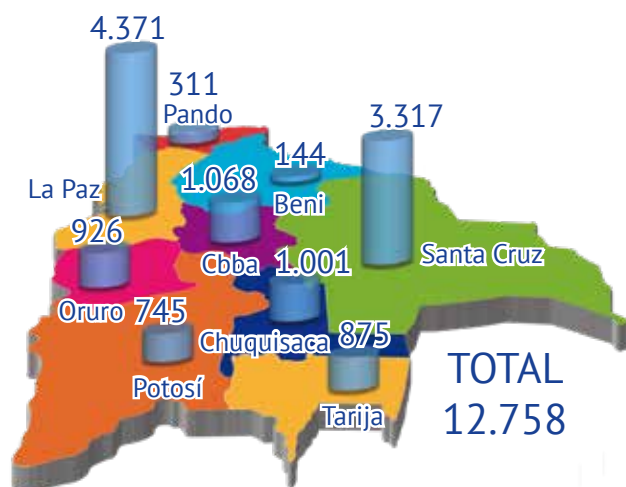 4.371
311
Pando
3.317
La Paz
1.068
144
Beni
926
Cbba
1.001
Santa Cruz
Oruro
745
Chuquisaca
875
Potosí
Tarija
TOTAL
12.758